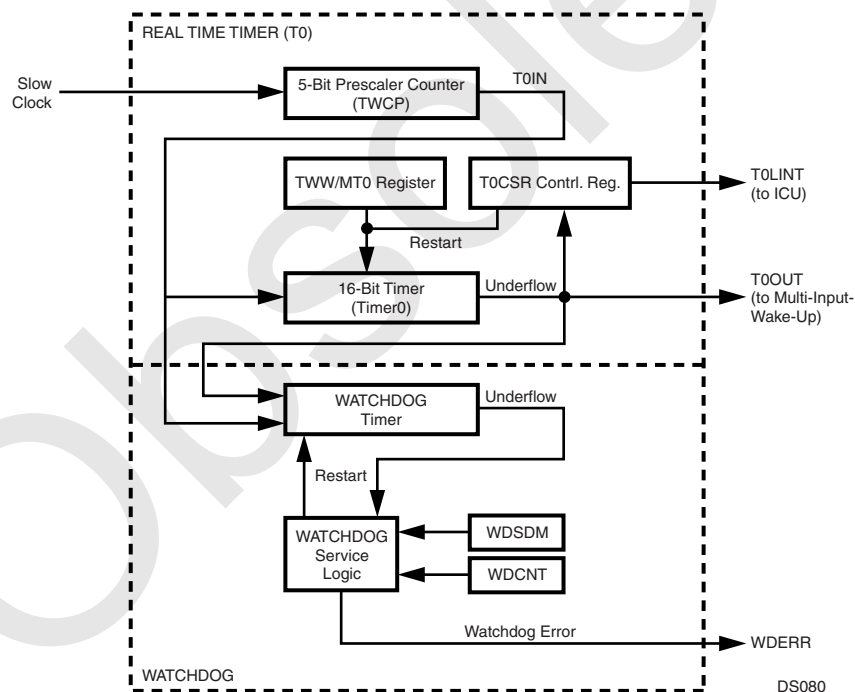 REAL TIME TIMER (T0)
Slow
Clock
5-Bit Prescaler Counter
(TWCP)
T0IN
TWW/MT0 Register
T0CSR Contrl. Reg.
T0LINT
(to ICU)
Restart
16-Bit Timer
(Timer0)
Underflow
T0OUT
(to Multi-Input-
Wake-Up)
WATCHDOG
Timer
Underflow
Restart
WATCHDOG
Service
Logic
WDSDM
WDCNT
Watchdog Error
WDERR
WATCHDOG
DS080
Obsolete